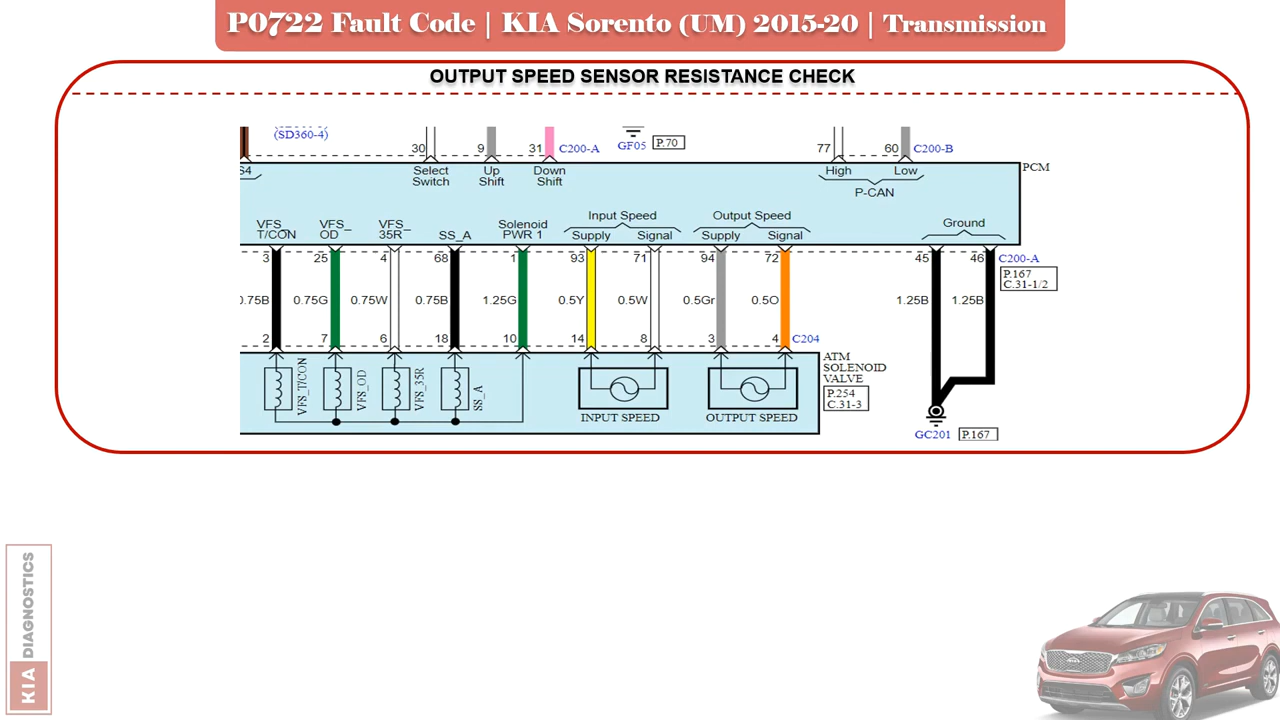 P0722 Fault Code | KIA Sorento (UM) 2015-20 | Transmission
OUTPUT SPEED SENSOR RESISTANCE CHECK
(SD360-4)
30 9 31 C200-A GF05 P.70 77 60 C200-B
S4 Select Switch Up Shift Down Shift High Low PCM
P-CAN
VFS_T/CON VFS_OD VFS_35R SS_A Solenoid PWR 1 Input Speed Output Speed Ground
Supply Signal Supply Signal
3 25 4 68 1 93 71 94 72 45 46 C200-A
P.167
C.31-1/2
0.75B 0.75G 0.75W 0.75B 1.25G 0.5Y 0.5W 0.5Gr 0.5O 1.25B 1.25B
2 7 6 18 10 14 8 3 4 C204
ATM
SOLENOID
VALVE
P.254
C.31-3
VFS_T/CON VFS_OD VFS_35R SS_A INPUT SPEED OUTPUT SPEED
GC201 P.167
KIA DIAGNOSTICS